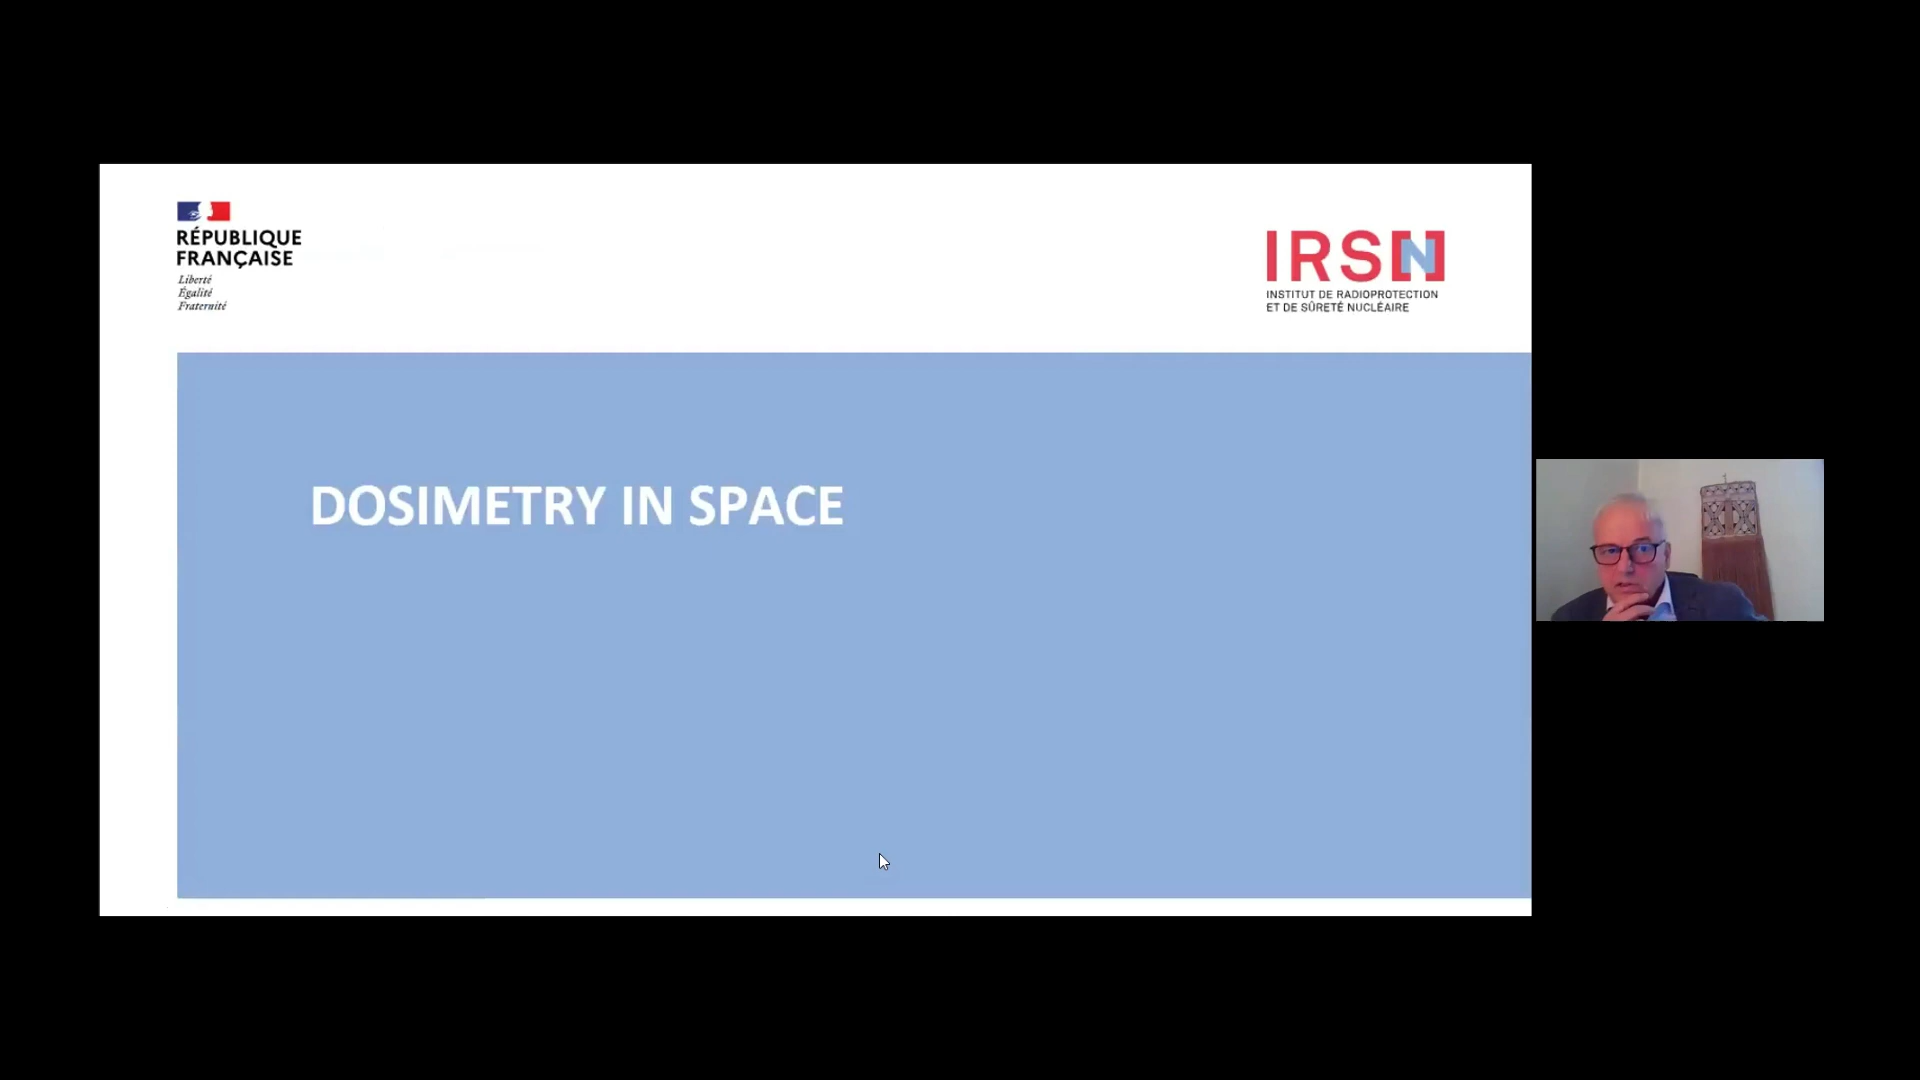 RÉPUBLIQUE
FRANÇAISE
Liberté
Égalité
Fraternité
IRSN
INSTITUT DE RADIOPROTECTION
ET DE SÛRETÉ NUCLÉAIRE
DOSIMETRY IN SPACE